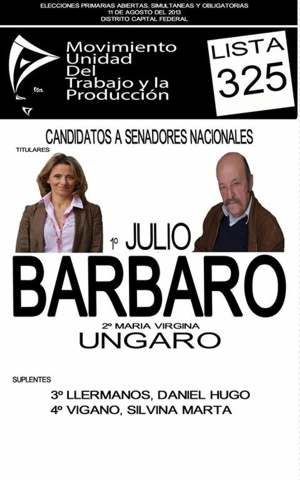 ELECCIONES PRIMARIAS ABIERTAS, SIMULTANEAS Y OBLIGATORIAS
11 DE AGOSTO DEL 2013
DISTRITO CAPITAL FEDERAL
Movimiento
Unidad
Del
Trabajo y la
Producción
LISTA
325
CANDIDATOS A SENADORES NACIONALES
TITULARES
1º JULIO
BARBARO
2º MARIA VIRGINA
UNGARO
SUPLENTES
3º LLERMANOS, DANIEL HUGO
4º VIGANO, SILVINA MARTA